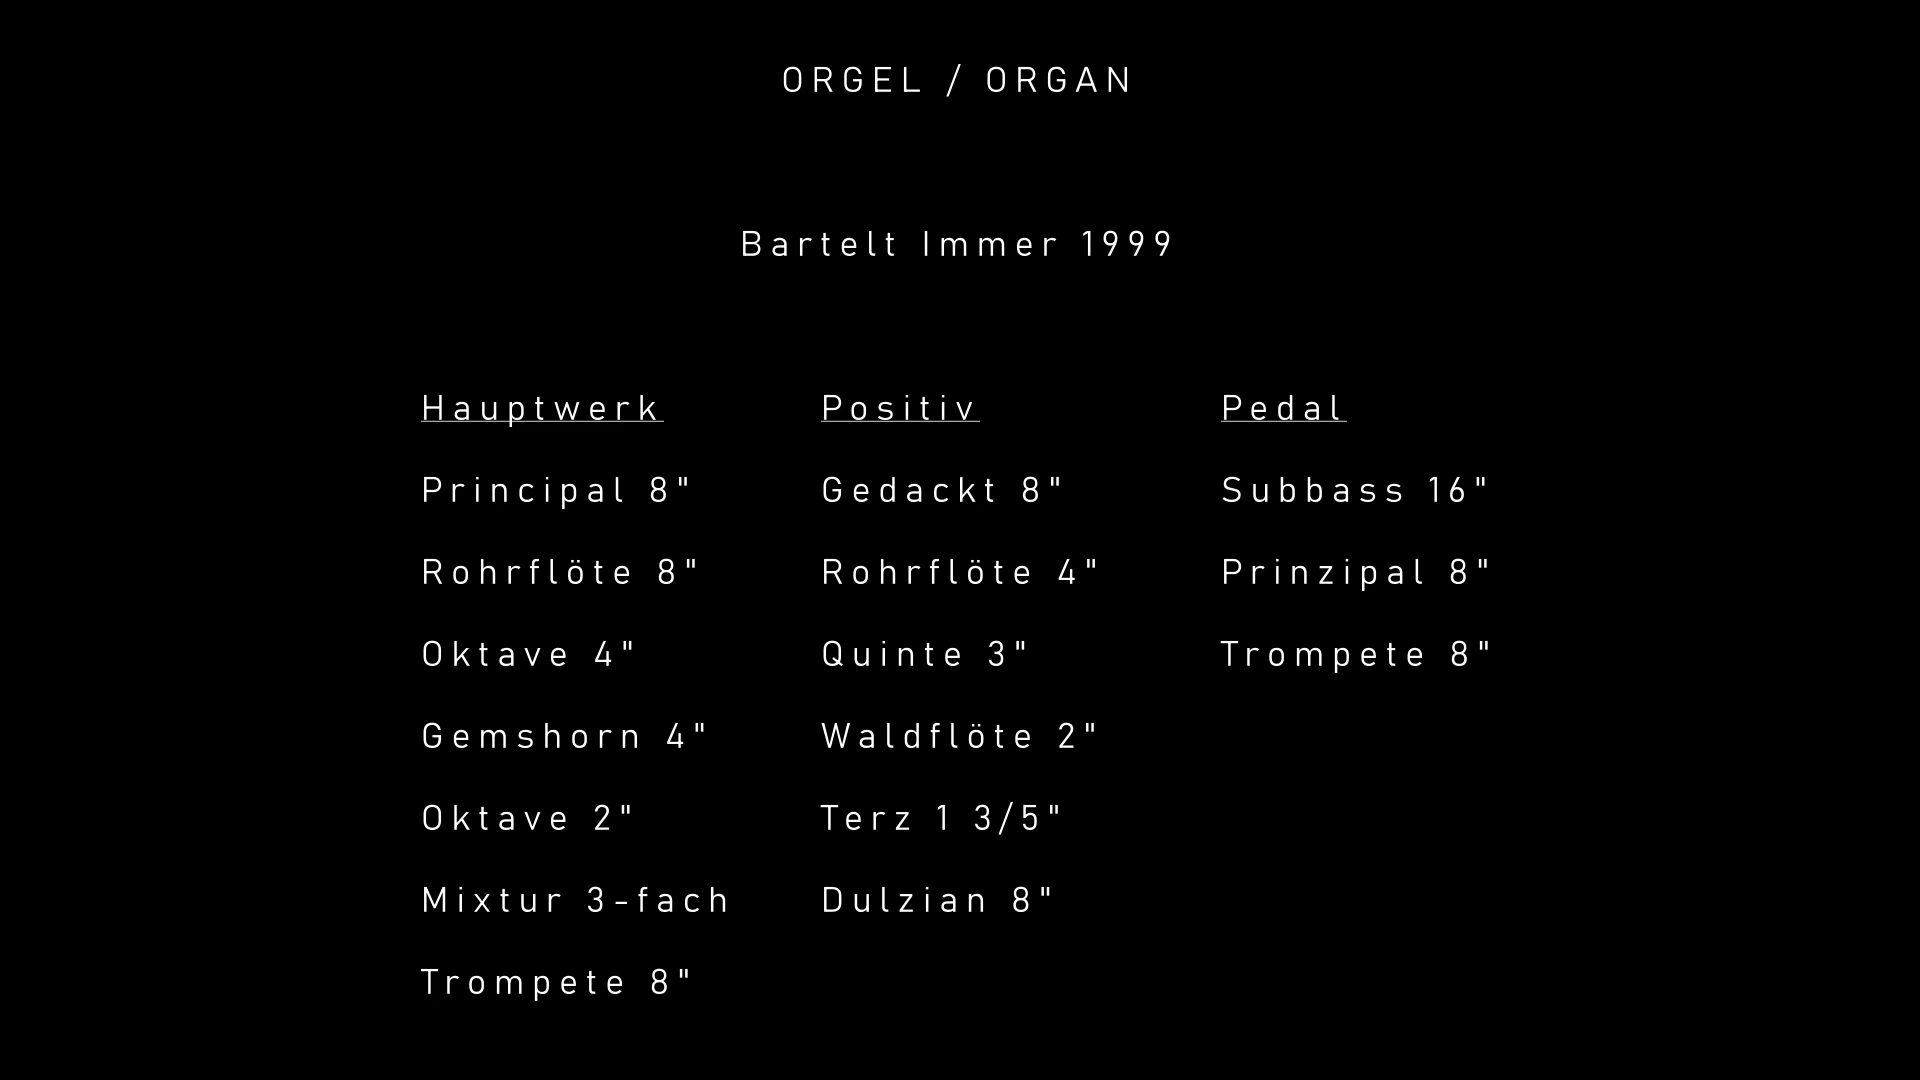 ORGEL / ORGAN
Bartelt Immer 1999
Hauptwerk
Principal 8"
Rohrflöte 8"
Oktave 4"
Gemshorn 4"
Oktave 2"
Mixtur 3-fach
Trompete 8"
Positiv
Gedackt 8"
Rohrflöte 4"
Quinte 3"
Waldflöte 2"
Terz 1 3/5"
Dulzian 8"
Pedal
Subbass 16"
Prinzipal 8"
Trompete 8"